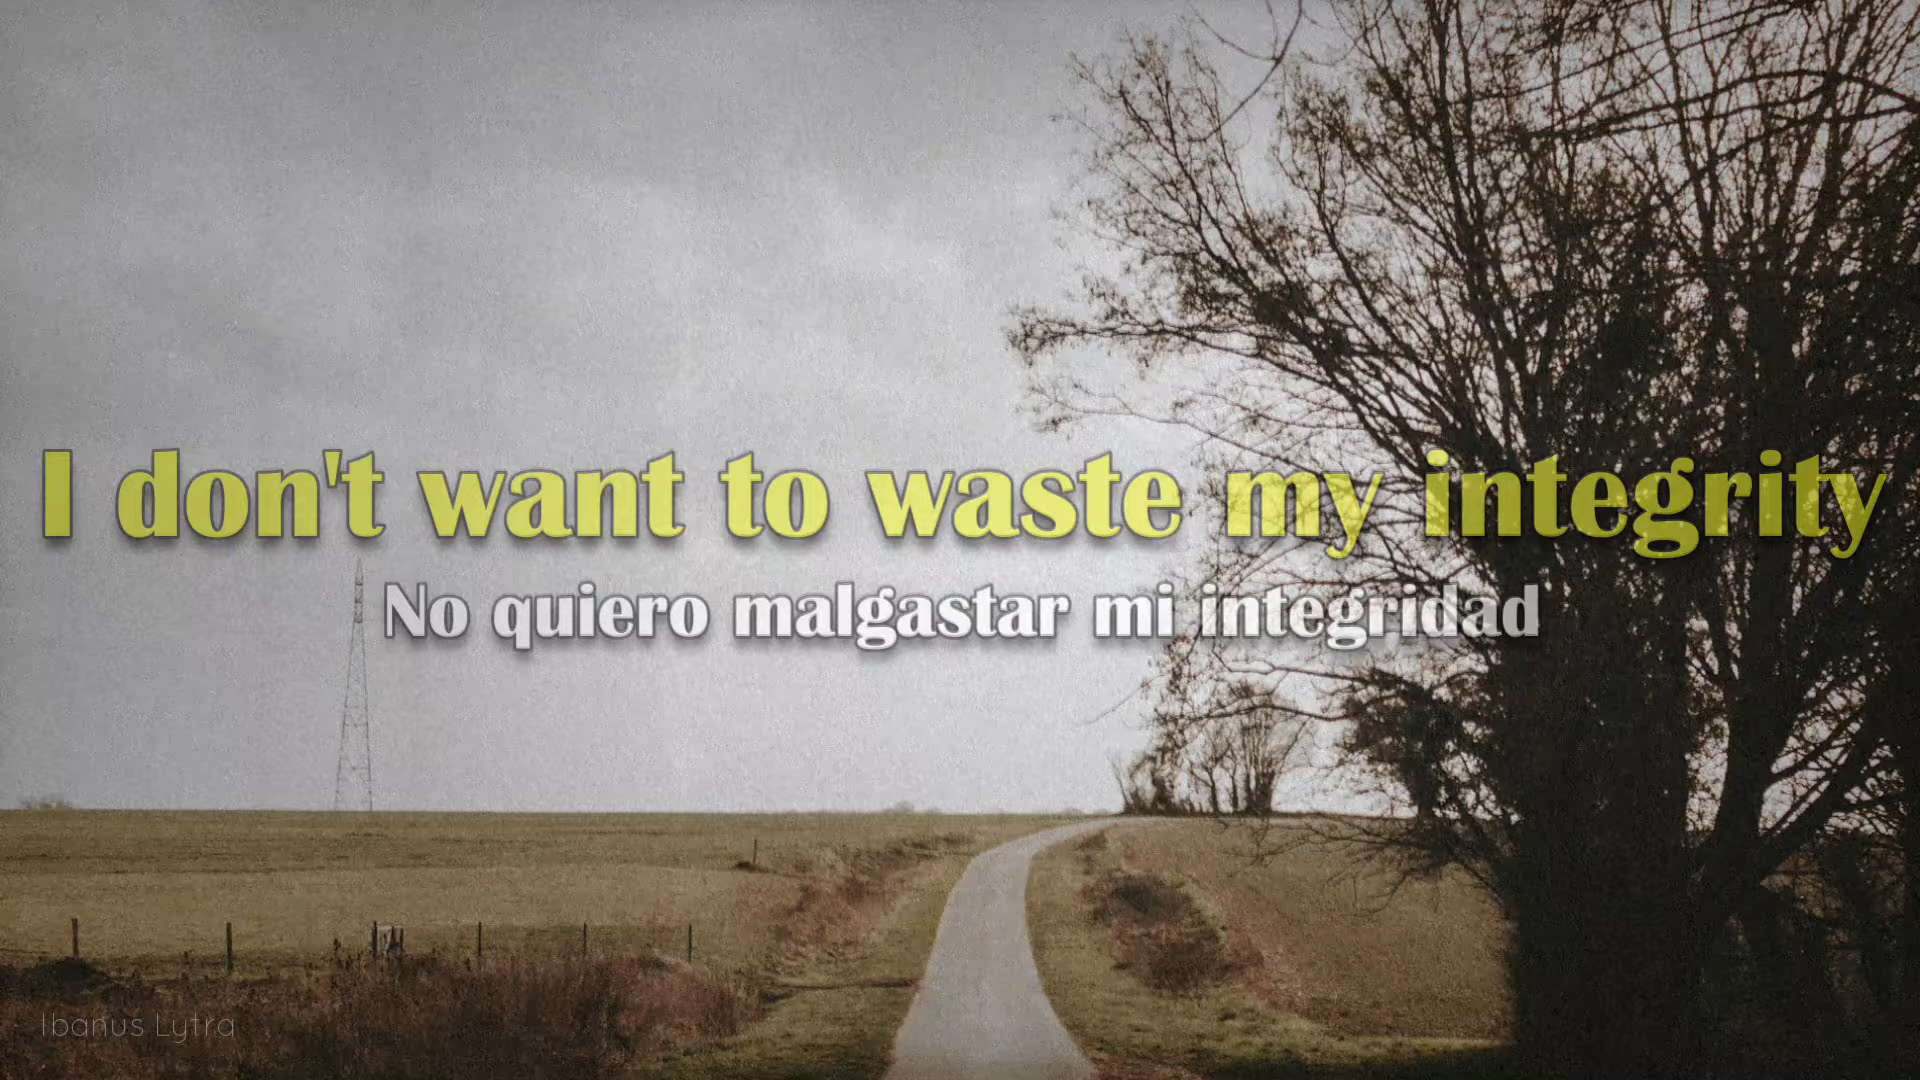 I don't want to waste my integrity
No quiero malgastar mi integridad
Ibanus Lytra